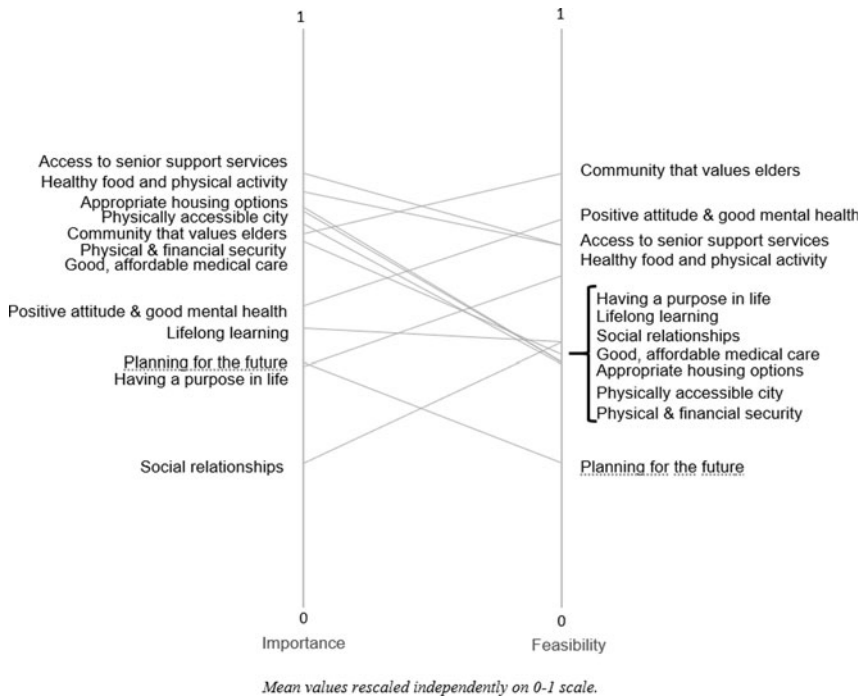 1
1
Access to senior support services
Healthy food and physical activity
Appropriate housing options
Physically accessible city
Community that values elders
Physical & financial security
Good, affordable medical care
Positive attitude & good mental health
Lifelong learning
Planning for the future
Having a purpose in life
Social relationships
Community that values elders
Positive attitude & good mental health
Access to senior support services
Healthy food and physical activity
Having a purpose in life
Lifelong learning
Social relationships
Good, affordable medical care
Appropriate housing options
Physically accessible city
Physical & financial security
Planning for the future
0
0
Importance
Feasibility
Mean values rescaled independently on 0-1 scale.